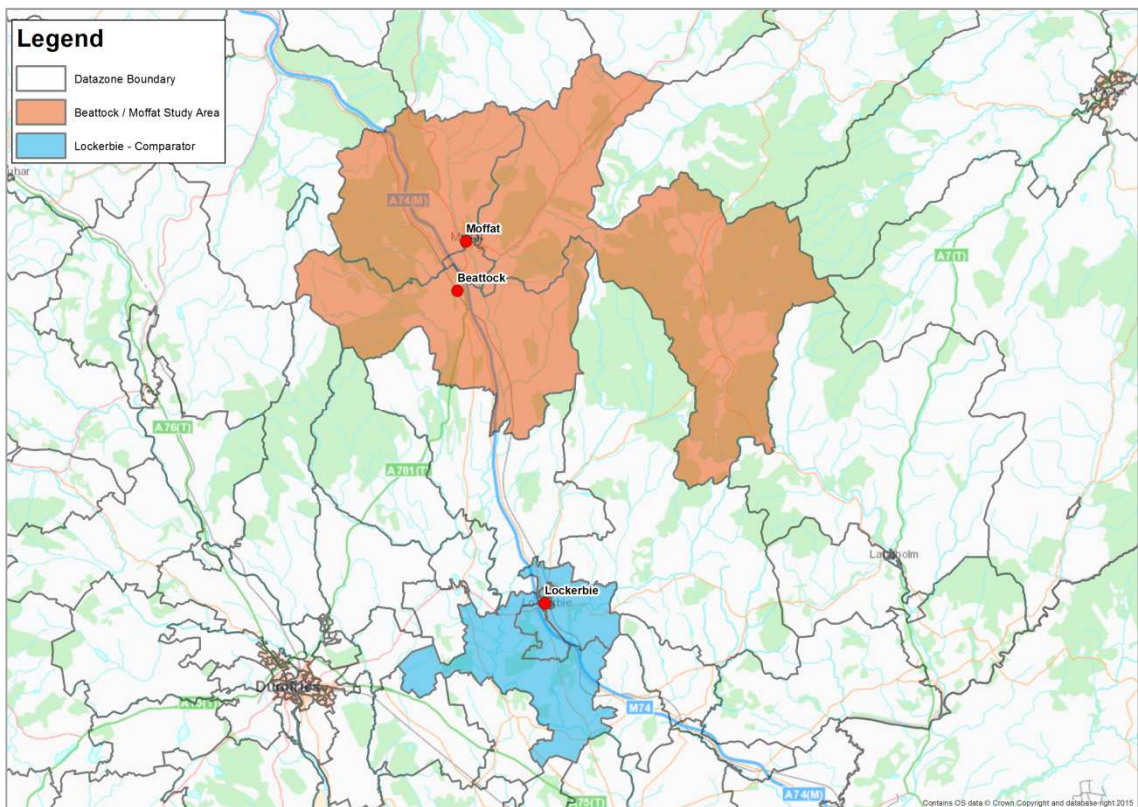 Legend
Datazone Boundary
Beattock / Moffat Study Area
Lockerbie - Comparator
A74(M)
Moffat
Beattock
A7(T)
A76(T)
A701(T)
Langholm
Lockerbie
Dumfries
M74
A74(M)
Contains OS data © Crown Copyright and database right 2015